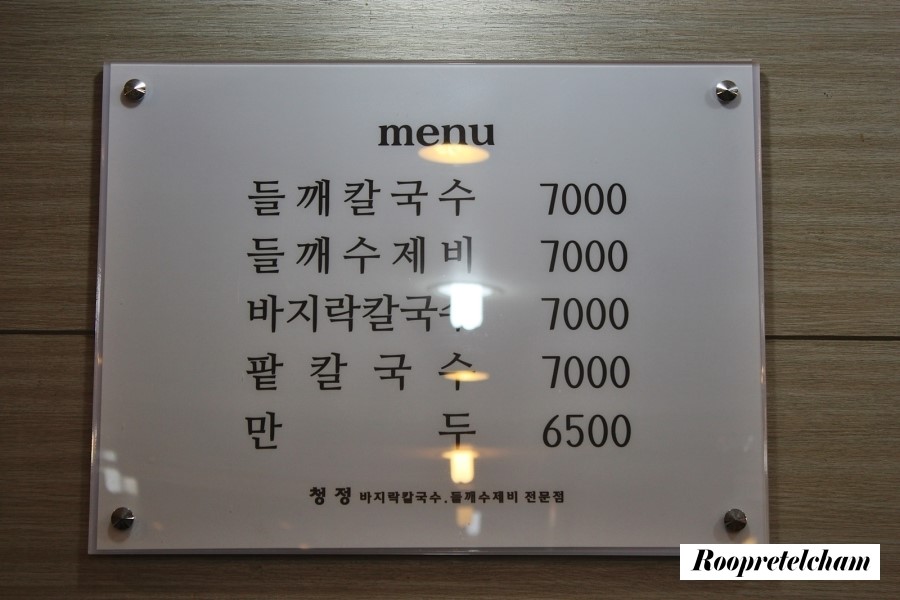 menu
들깨칼국수 7000
들깨수제비 7000
바지락칼국수 7000
팥칼국수 7000
만두 6500
청정 바지락칼국수.들깨수제비 전문점
Roopretelcham